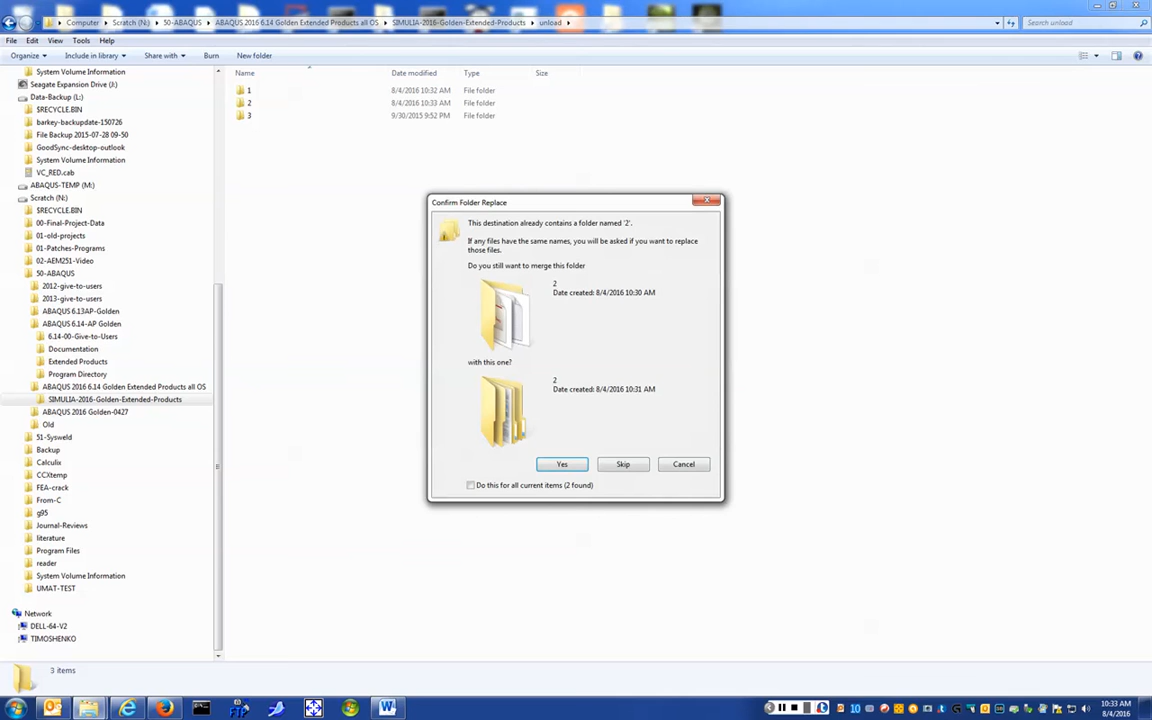 Computer ▸ Scratch (N:) ▸ 50-ABAQUS ▸ ABAQUS 2016 6.14 Golden Extended Products all OS ▸ SIMULIA-2016-Golden-Extended-Products ▸ unload ▸
Search unload
File Edit View Tools Help
Organize Include in library Share with Burn New folder
Name Date modified Type Size
1 8/4/2016 10:32 AM File folder
2 8/4/2016 10:33 AM File folder
3 9/30/2015 9:52 PM File folder
System Volume Information
Seagate Expansion Drive (J:)
Data-Backup (L:)
$RECYCLE.BIN
barkey-backupdate-150726
File Backup 2015-07-28 09-50
GoodSync-desktop-outlook
System Volume Information
VC_RED.cab
ABAQUS-TEMP (M:)
Scratch (N:)
$RECYCLE.BIN
00-Final-Project-Data
01-old-projects
01-Patches-Programs
02-AEM251-Video
50-ABAQUS
2012-give-to-users
2013-give-to-users
ABAQUS 6.13AP-Golden
ABAQUS 6.14-AP Golden
6.14-00-Give-to-Users
Documentation
Extended Products
Program Directory
ABAQUS 2016 6.14 Golden Extended Products all OS
SIMULIA-2016-Golden-Extended-Products
ABAQUS 2016 Golden-0427
Old
51-Sysweld
Backup
Calculix
CCXtemp
FEA-crack
From-C
g95
Journal-Reviews
literature
Program Files
reader
System Volume Information
UMAT-TEST
Network
DELL-64-V2
TIMOSHENKO
Confirm Folder Replace
This destination already contains a folder named '2'.
If any files have the same names, you will be asked if you want to replace
those files.
Do you still want to merge this folder
2
Date created: 8/4/2016 10:30 AM
with this one?
2
Date created: 8/4/2016 10:31 AM
Yes Skip Cancel
Do this for all current items (2 found)
3 items
10:33 AM
8/4/2016